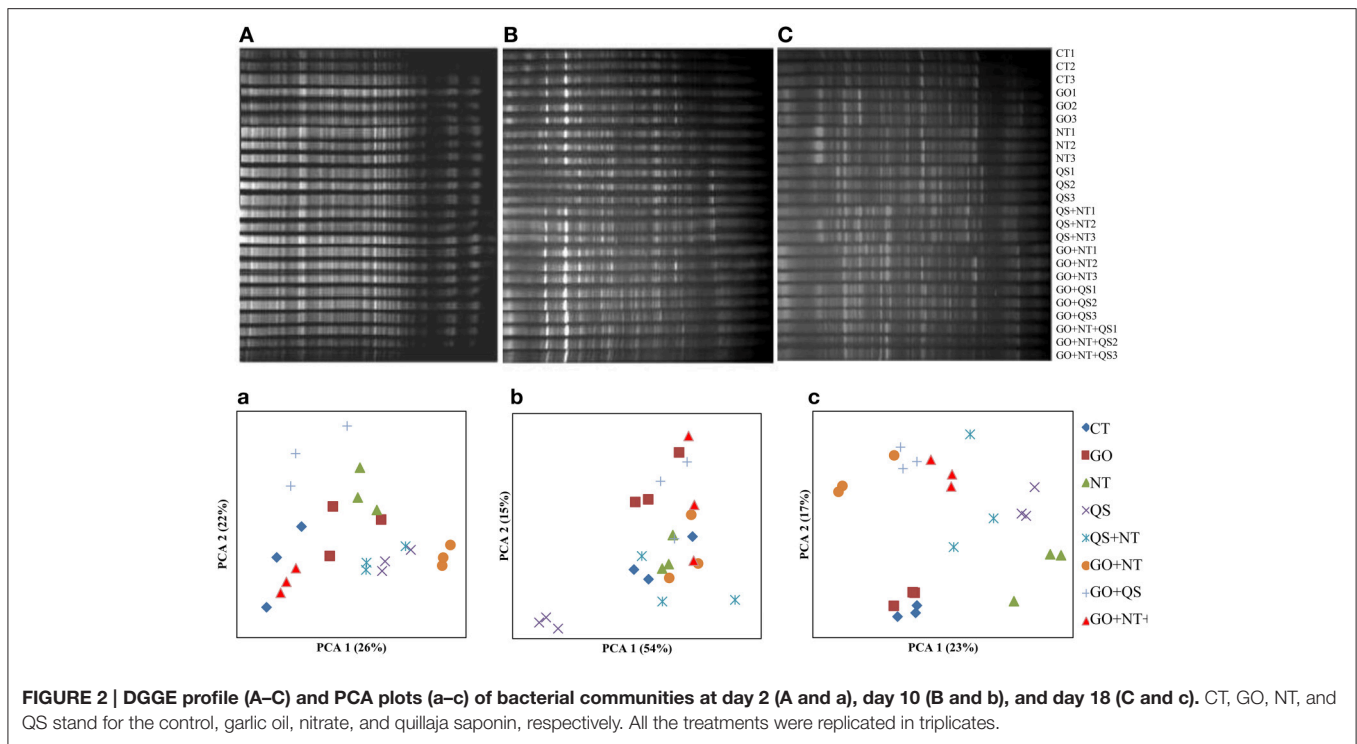 A
B
C
CT1
CT2
CT3
GO1
GO2
GO3
NT1
NT2
NT3
QS1
QS2
QS3
QS+NT1
QS+NT2
QS+NT3
GO+NT1
GO+NT2
GO+NT3
GO+QS1
GO+QS2
GO+QS3
GO+NT+QS1
GO+NT+QS2
GO+NT+QS3
a
PCA 2 (22%)
PCA 1 (26%)
b
PCA 2 (15%)
PCA 1 (54%)
c
PCA 2 (17%)
PCA 1 (23%)
CT
GO
NT
QS
QS+NT
GO+NT
GO+QS
GO+NT+
FIGURE 2 | DGGE profile (A–C) and PCA plots (a–c) of bacterial communities at day 2 (A and a), day 10 (B and b), and day 18 (C and c). CT, GO, NT, and
QS stand for the control, garlic oil, nitrate, and quillaja saponin, respectively. All the treatments were replicated in triplicates.